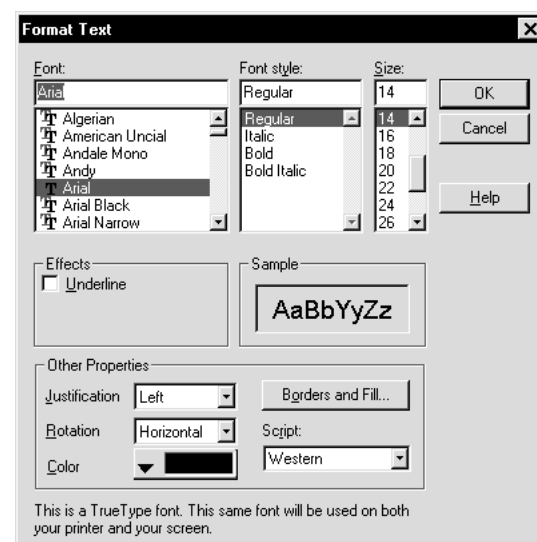 Format Text
Font:
Arial
Algerian
American Uncial
Andale Mono
Andy
Arial
Arial Black
Arial Narrow
Font style:
Regular
Regular
Italic
Bold
Bold Italic
Size:
14
14
16
18
20
22
24
26
OK
Cancel
Help
Effects
Underline
Sample
AaBbYyZz
Other Properties
Justification Left
Borders and Fill...
Rotation Horizontal
Script:
Color
Western
This is a TrueType font. This same font will be used on both
your printer and your screen.